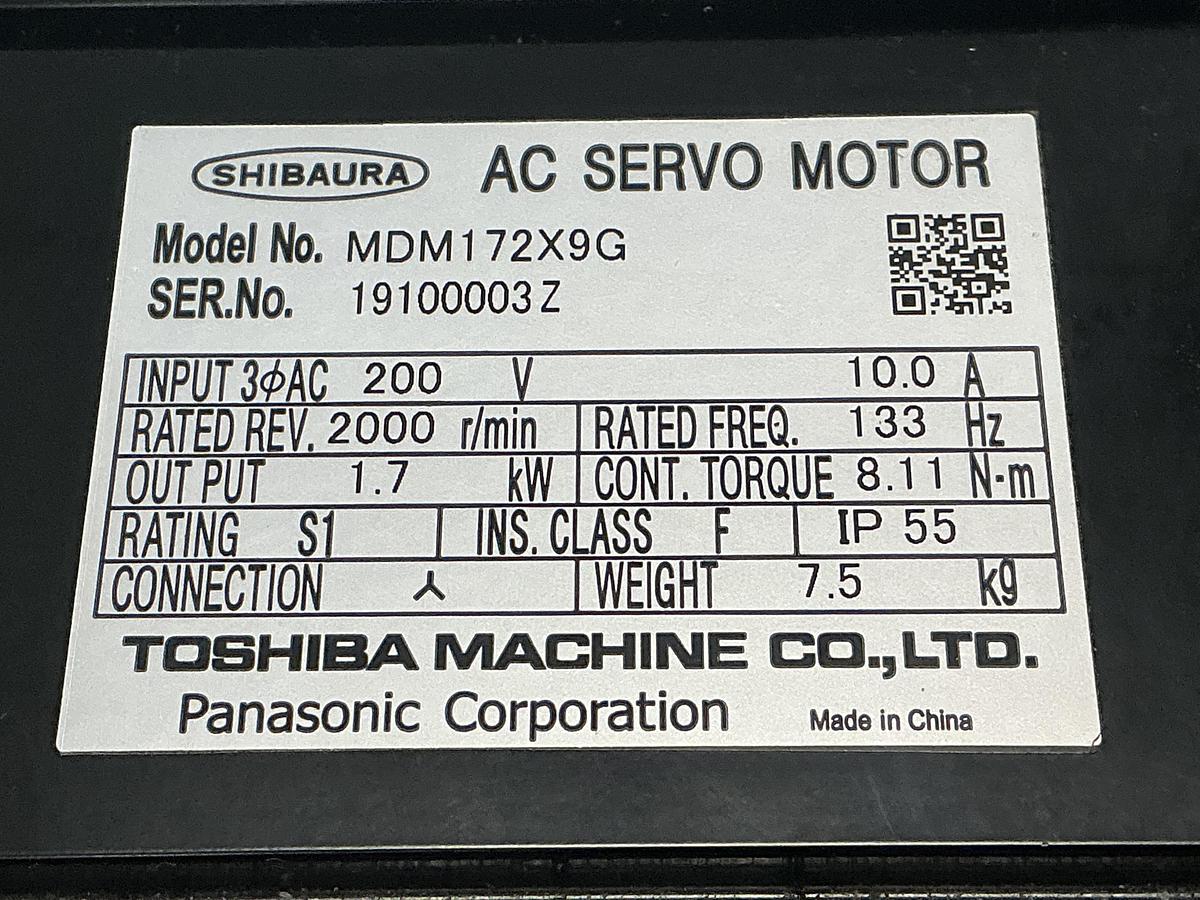 SHIBAURA AC SERVO MOTOR
Model No. MDM172X9G
SER.No. 19100003Z
INPUT 3ϕAC 200 V 10.0 A
RATED REV. 2000 r/min RATED FREQ. 133 Hz
OUT PUT 1.7 kW CONT. TORQUE 8.11 N-m
RATING S1 INS. CLASS F IP 55
CONNECTION 人 WEIGHT 7.5 kg
TOSHIBA MACHINE CO.,LTD.
Panasonic Corporation Made in China